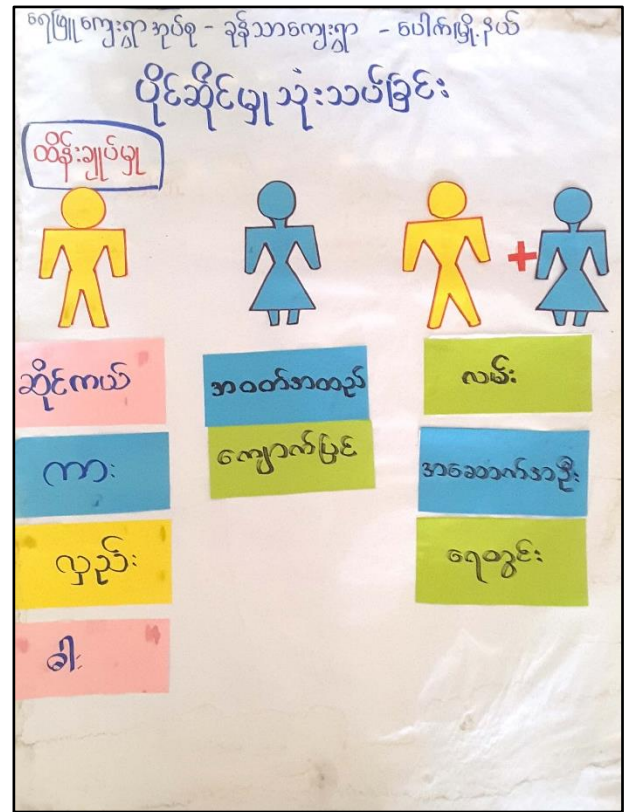 ရေဖြူကျေးရွာအုပ်စု - ခုန်သာကျေးရွာ - ပေါက်မြို့နယ်
ပိုင်ဆိုင်မှုသုံးသပ်ခြင်း
ထိန်းချုပ်မှု
+
ဆိုင်ကယ်
ကား
လှည်း
ဓါး
အဝတ်အထည်
ကျောက်ပြင်
လမ်း
အဆောက်အဦး
ရေတွင်း